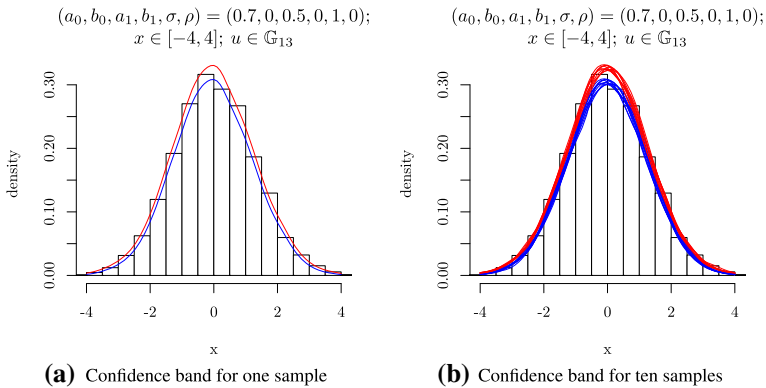 (a₀, b₀, a₁, b₁, σ, ρ) = (0.7, 0, 0.5, 0, 1, 0);
x ∈ [−4, 4]; u ∈ 𝔾₁₃
density
0.00
0.10
0.20
0.30
-4
-2
0
2
4
x
(a) Confidence band for one sample
(a₀, b₀, a₁, b₁, σ, ρ) = (0.7, 0, 0.5, 0, 1, 0);
x ∈ [−4, 4]; u ∈ 𝔾₁₃
density
0.00
0.10
0.20
0.30
-4
-2
0
2
4
x
(b) Confidence band for ten samples